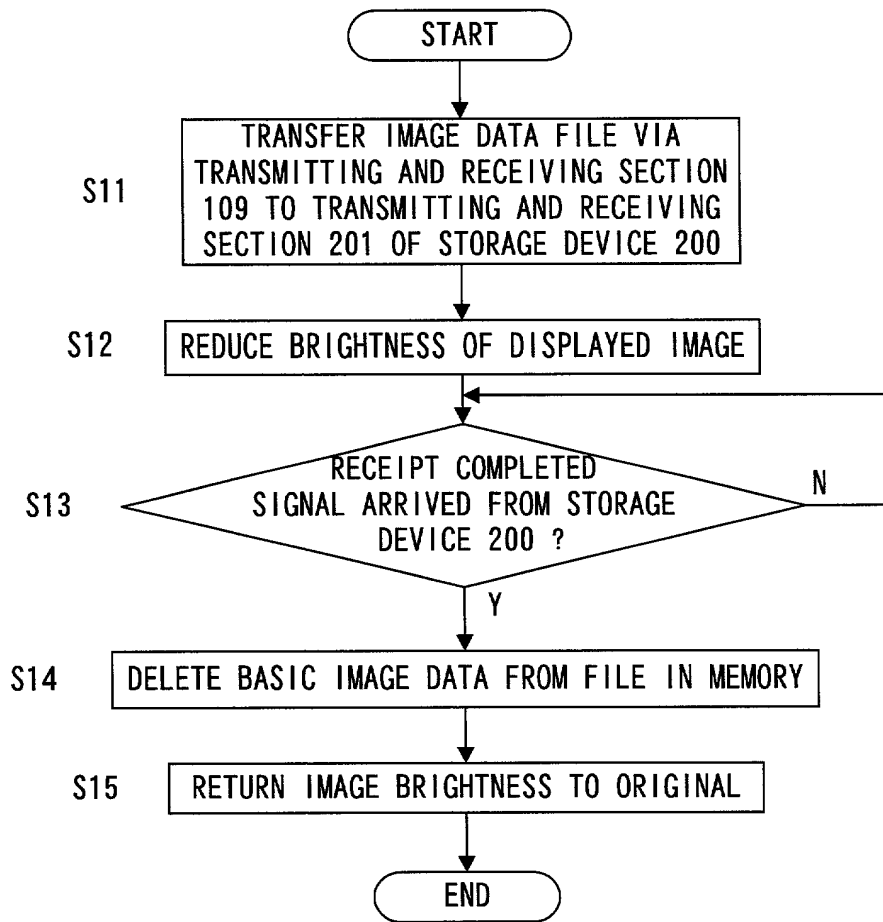 START
S11
TRANSFER IMAGE DATA FILE VIA
TRANSMITTING AND RECEIVING SECTION
109 TO TRANSMITTING AND RECEIVING
SECTION 201 OF STORAGE DEVICE 200
S12
REDUCE BRIGHTNESS OF DISPLAYED IMAGE
S13
RECEIPT COMPLETED
SIGNAL ARRIVED FROM STORAGE
DEVICE 200 ?
N
Y
S14
DELETE BASIC IMAGE DATA FROM FILE IN MEMORY
S15
RETURN IMAGE BRIGHTNESS TO ORIGINAL
END